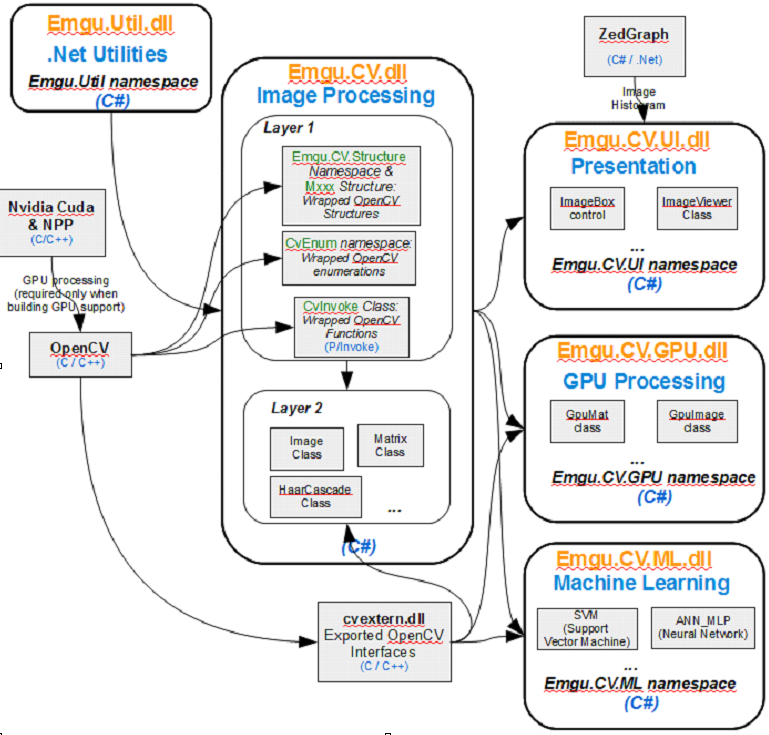 Emgu.Util.dll
.Net Utilities
Emgu.Util namespace
(C#)
ZedGraph
(C# / .Net)
Image
Histogram
Emgu.CV.dll
Image Processing
Layer 1
Emgu.CV.Structure
Namespace &
Mxxx Structure:
Wrapped OpenCV
Structures
CvEnum namespace:
Wrapped OpenCV
enumerations
CvInvoke Class:
Wrapped OpenCV
Functions
(P/Invoke)
Layer 2
Image
Class
Matrix
Class
HaarCascade
Class
...
(C#)
Nvidia Cuda
& NPP
(C/C++)
GPU processing
(required only when
building GPU support)
OpenCV
(C / C++)
cvextern.dll
Exported OpenCV
Interfaces
(C / C++)
Emgu.CV.UI.dll
Presentation
ImageBox
control
ImageViewer
Class
...
Emgu.CV.UI namespace
(C#)
Emgu.CV.GPU.dll
GPU Processing
GpuMat
class
GpuImage
class
...
Emgu.CV.GPU namespace
(C#)
Emgu.CV.ML.dll
Machine Learning
SVM
(Support
Vector Machine)
ANN_MLP
(Neural Network)
...
Emgu.CV.ML namespace
(C#)